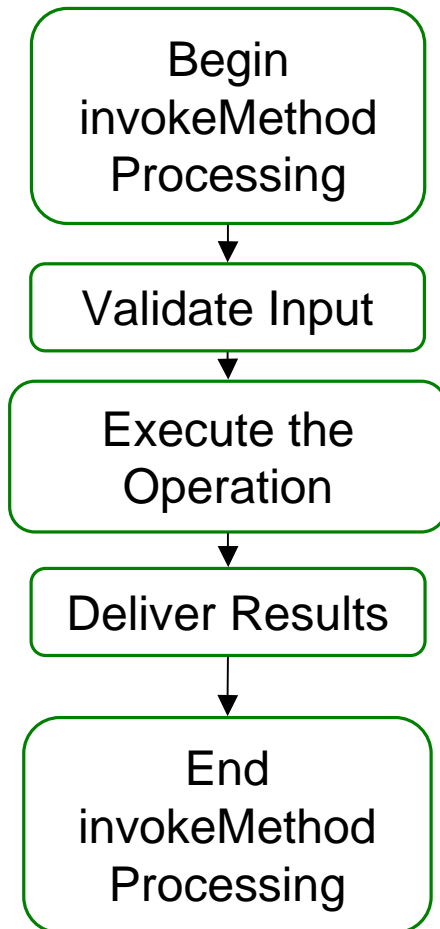 Begin
invokeMethod
Processing
Validate Input
Execute the
Operation
Deliver Results
End
invokeMethod
Processing